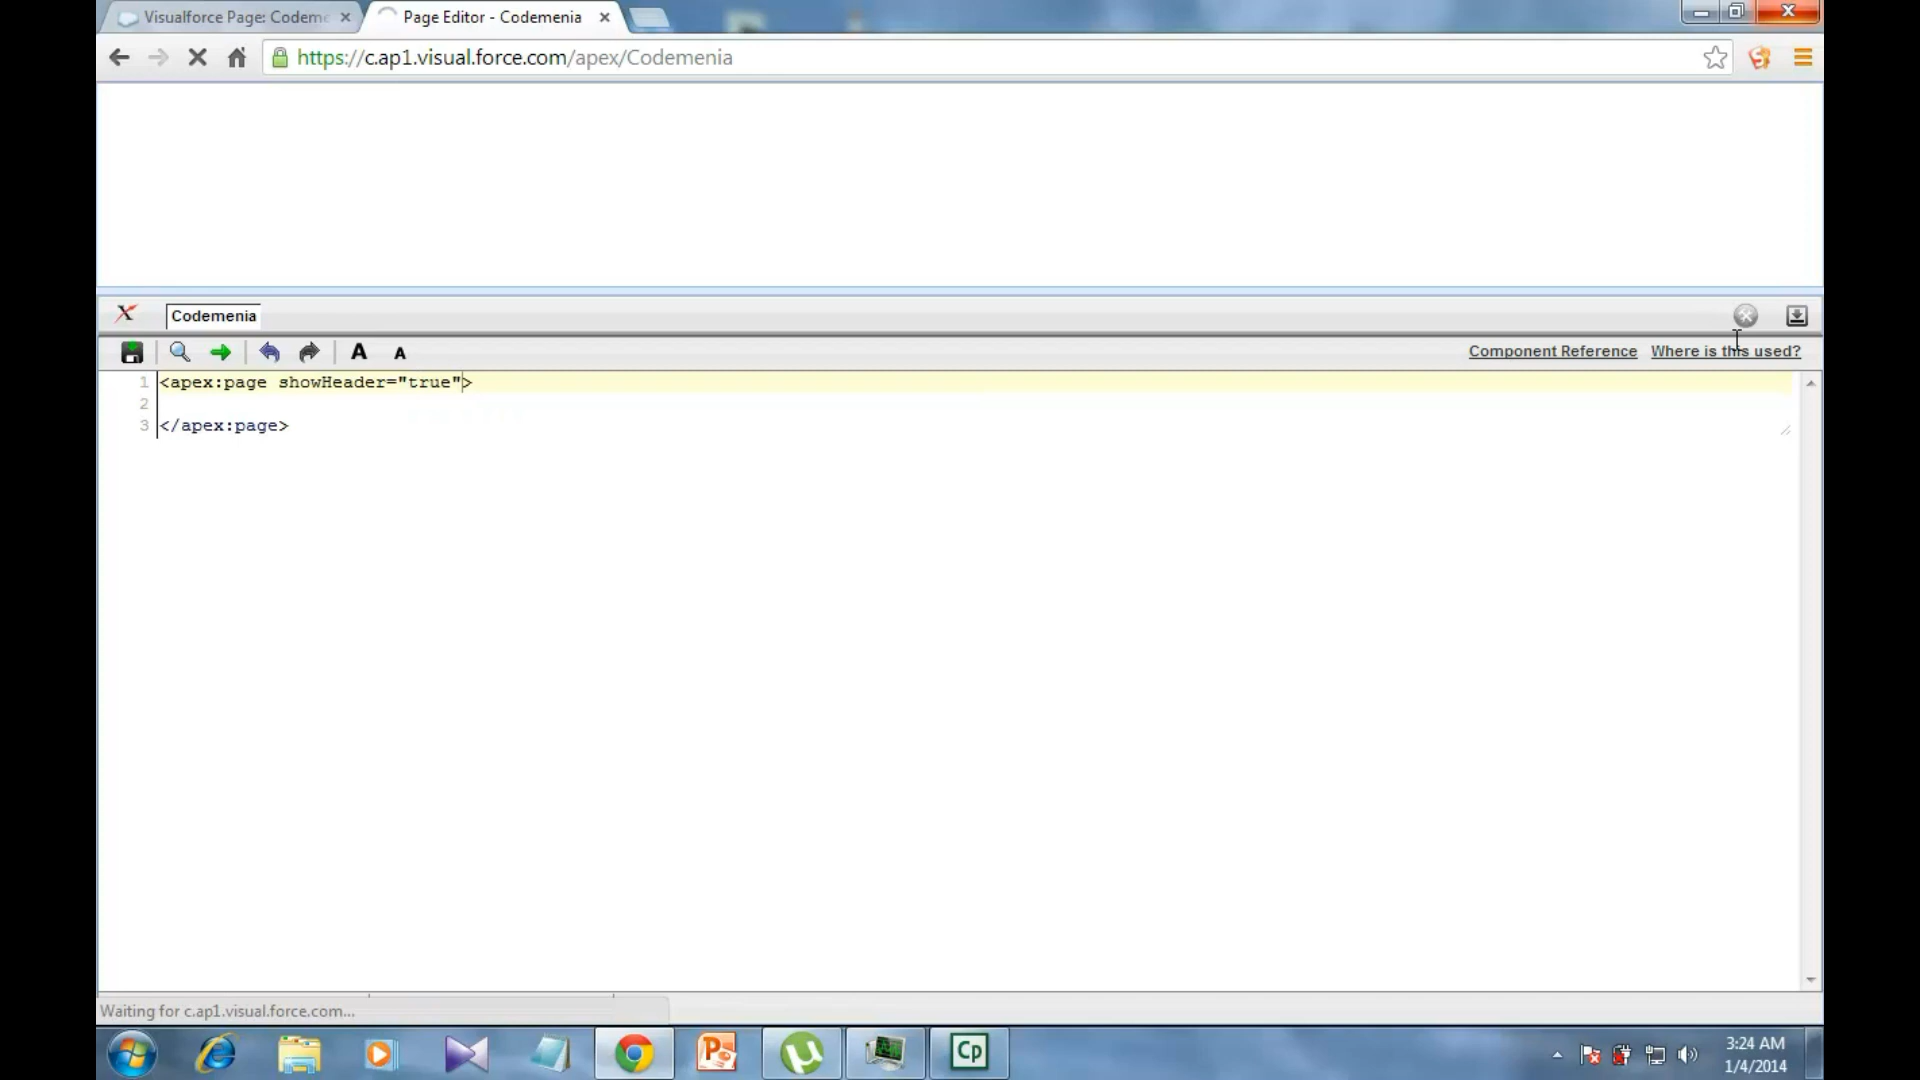 Visualforce Page: Codeme
Page Editor - Codemenia
https://c.ap1.visual.force.com/apex/Codemenia
Codemenia
A A
Component Reference Where is this used?
1 <apex:page showHeader="true">
2
3 </apex:page>
Waiting for c.ap1.visual.force.com...
Cp
3:24 AM
1/4/2014